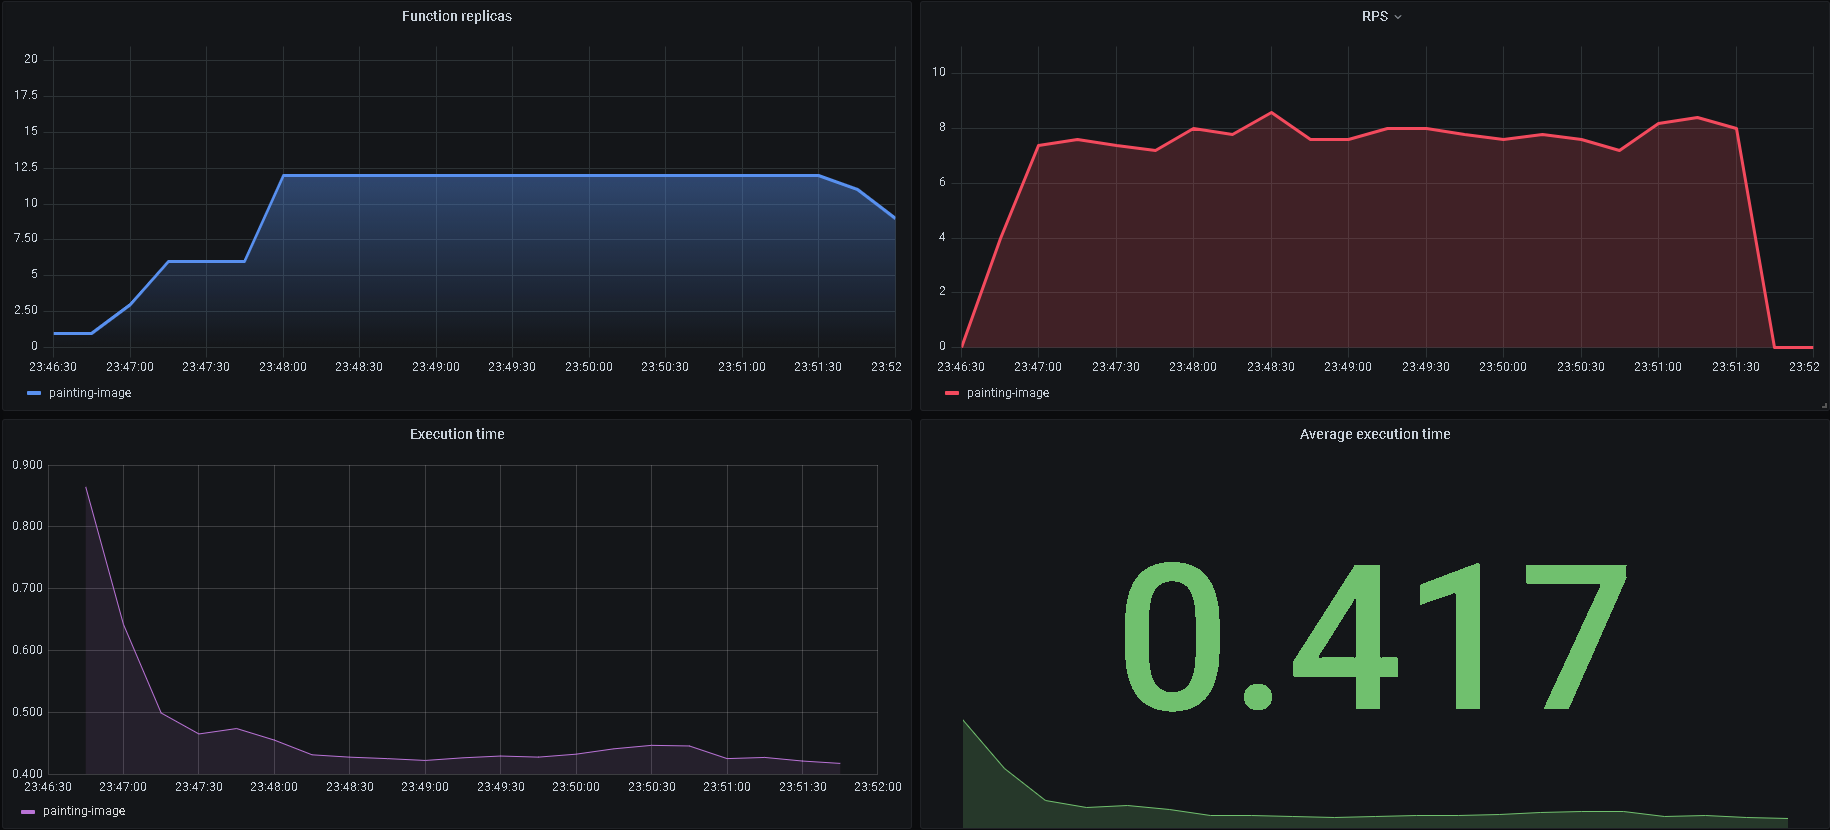 Function replicas
20
17.5
15
12.5
10
7.50
5
2.50
0
23:46:30 23:47:00 23:47:30 23:48:00 23:48:30 23:49:00 23:49:30 23:50:00 23:50:30 23:51:00 23:51:30 23:52
painting-image
RPS
10
8
6
4
2
0
23:46:30 23:47:00 23:47:30 23:48:00 23:48:30 23:49:00 23:49:30 23:50:00 23:50:30 23:51:00 23:51:30 23:52
painting-image
Execution time
0.900
0.800
0.700
0.600
0.500
0.400
23:46:30 23:47:00 23:47:30 23:48:00 23:48:30 23:49:00 23:49:30 23:50:00 23:50:30 23:51:00 23:51:30 23:52:00
painting-image
Average execution time
0.417